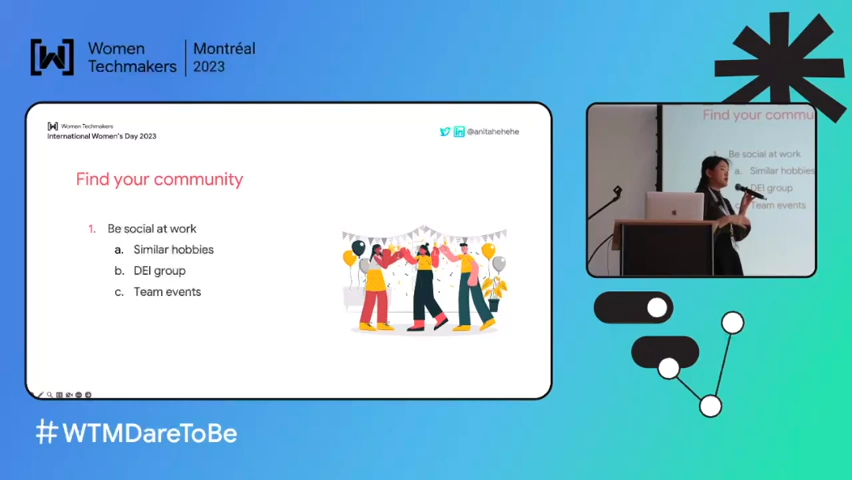 Women
Techmakers
Montréal
2023
Women Techmakers
International Women's Day 2023
@anitahehehe
Find your community
1. Be social at work
a. Similar hobbies
b. DEI group
c. Team events
Find your commu
Be social at work
a. Similar hobbies
DEI group
c. Team events
#WTMDareToBe